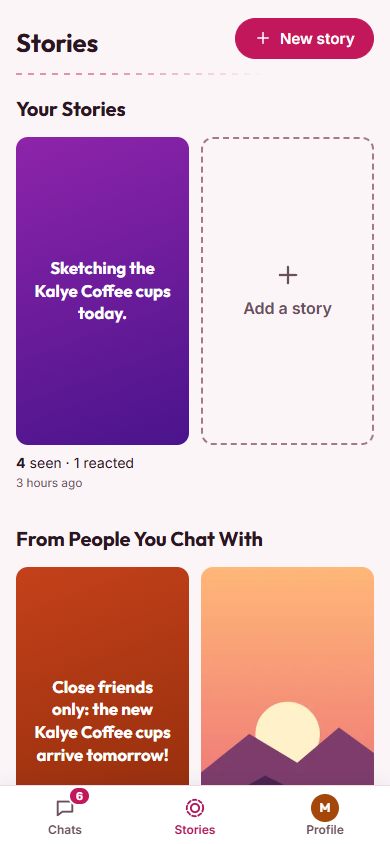 Stories
+ New story
Your Stories
Sketching the
Kalye Coffee cups
today.
+
Add a story
4 seen · 1 reacted
3 hours ago
From People You Chat With
Close friends
only: the new
Kalye Coffee cups
arrive tomorrow!
6
Chats
Stories
M
Profile